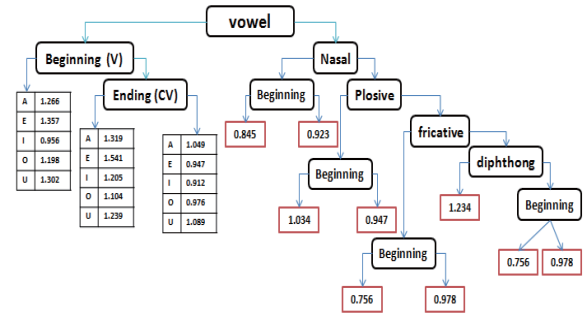 vowel
Beginning (V)
Nasal
Ending (CV)
Beginning
Plosive
A 1.266
E 1.357
I 0.956
O 1.198
U 1.302
A 1.319
E 1.541
I 1.205
O 1.104
U 1.239
A 1.049
E 0.947
I 0.912
O 0.976
U 1.089
0.845
0.923
fricative
Beginning
diphthong
1.034
0.947
1.234
Beginning
Beginning
0.756
0.978
0.756
0.978